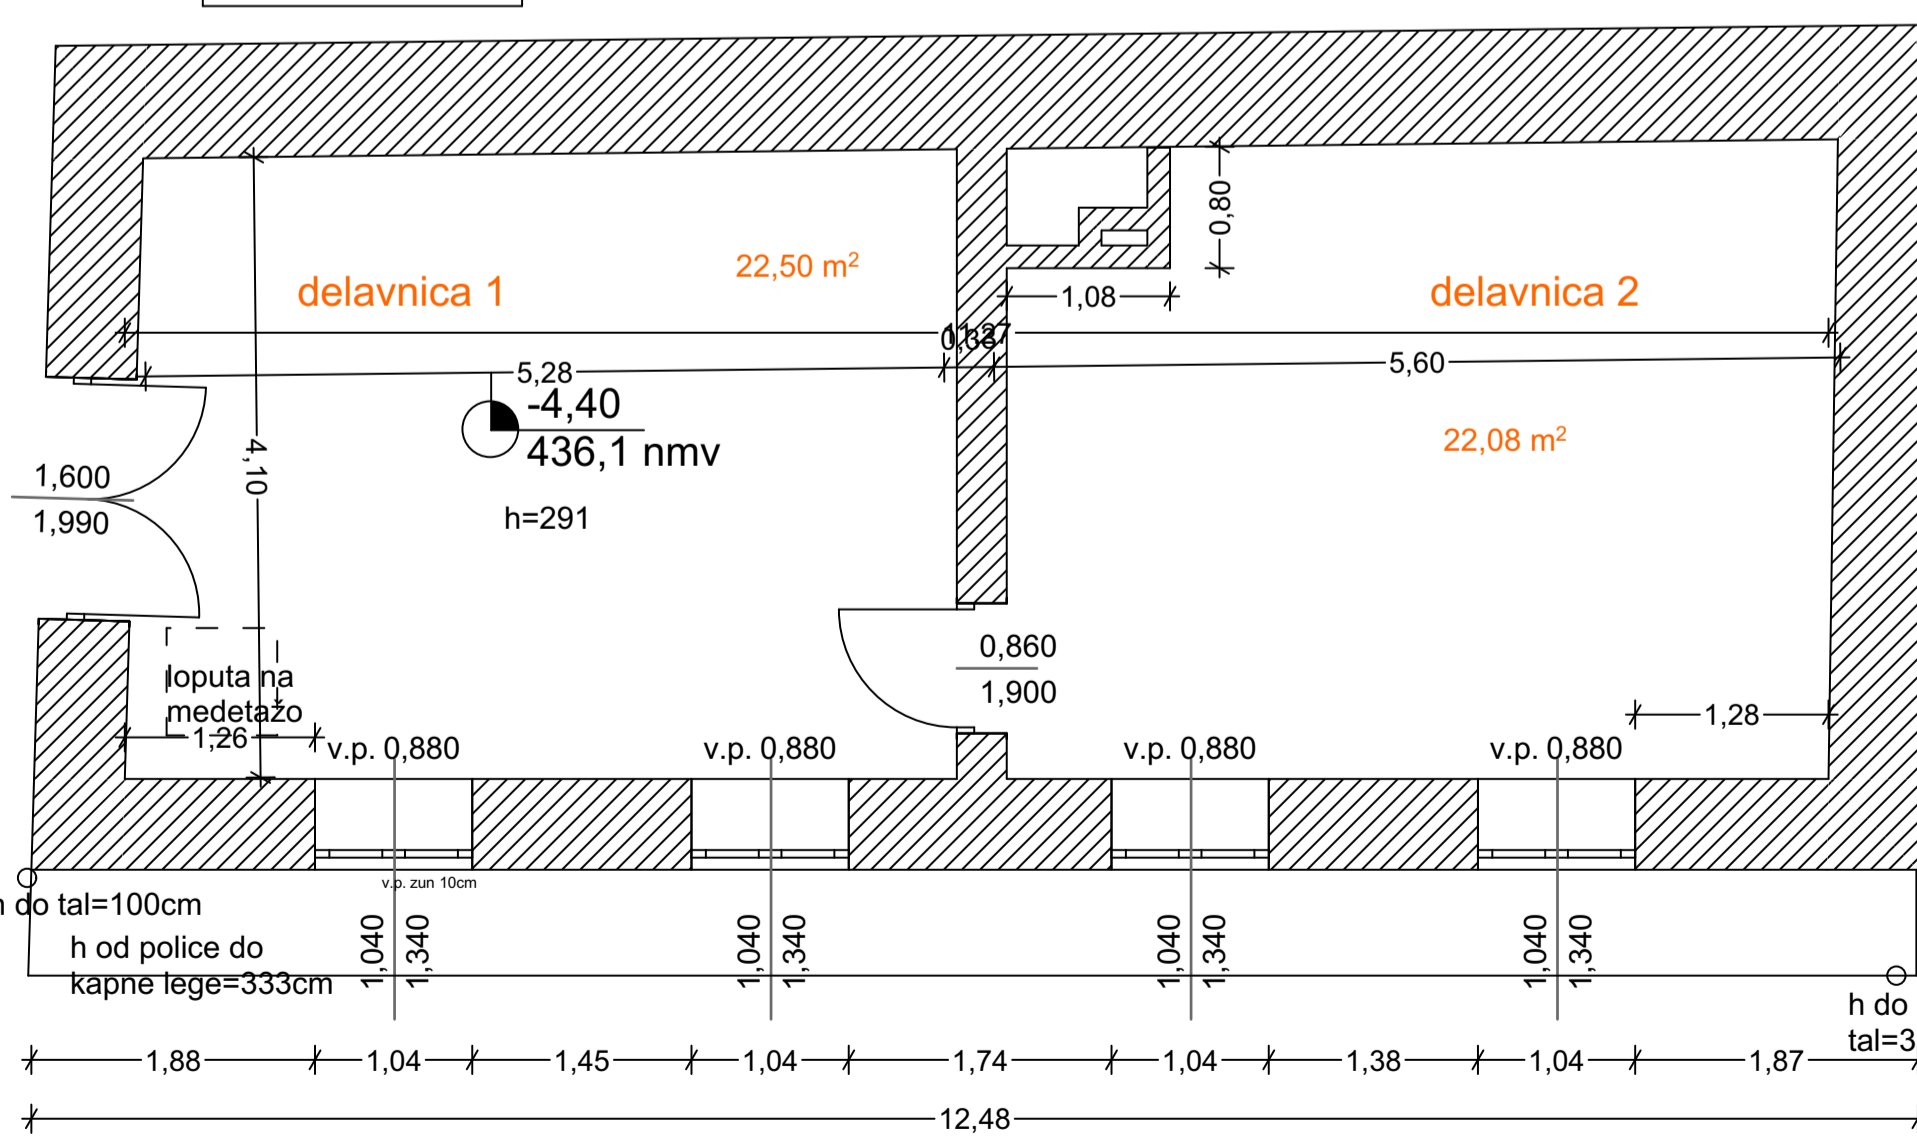 0,80
22,50 m²
delavnica 1
delavnica 2
1,08
11,27
0,33
5,28
5,60
-4,40
436,1 nmv
22,08 m²
4,10
1,600
1,990
h=291
0,860
1,900
loputa na
medetažo
1,26
1,28
v.p. 0,880
v.p. 0,880
v.p. 0,880
v.p. 0,880
v.p. zun 10cm
do tal=100cm
h od police do
kapne lege=333cm
1,040
1,340
1,040
1,340
1,040
1,340
1,040
1,340
h do
tal=3
1,88
1,04
1,45
1,04
1,74
1,04
1,38
1,04
1,87
12,48